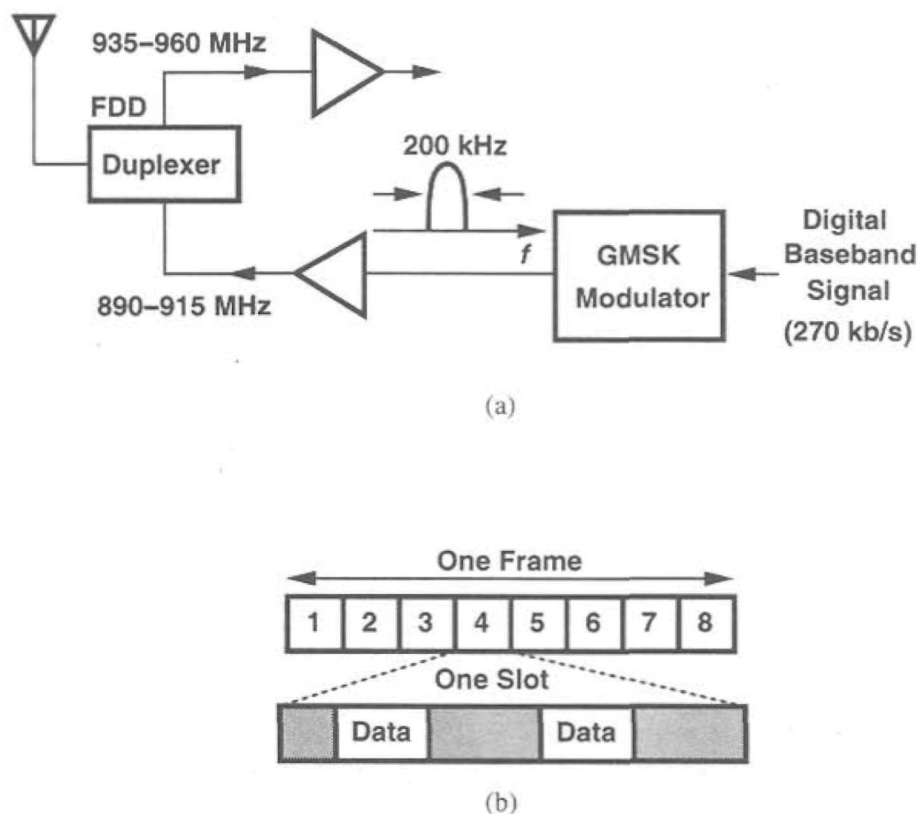 935–960 MHz
FDD
Duplexer
200 kHz
f
GMSK
Modulator
Digital
Baseband
Signal
(270 kb/s)
890–915 MHz
(a)
One Frame
1 2 3 4 5 6 7 8
One Slot
Data Data
(b)